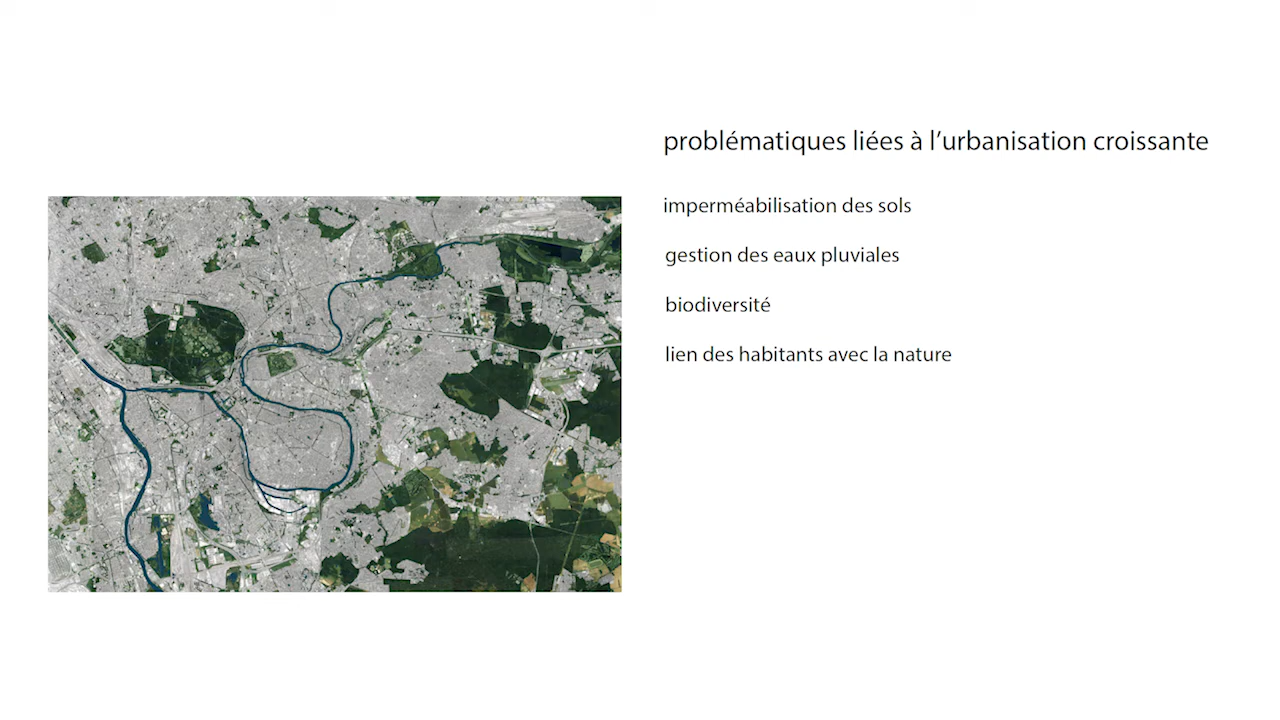 problématiques liées à l’urbanisation croissante
imperméabilisation des sols
gestion des eaux pluviales
biodiversité
lien des habitants avec la nature